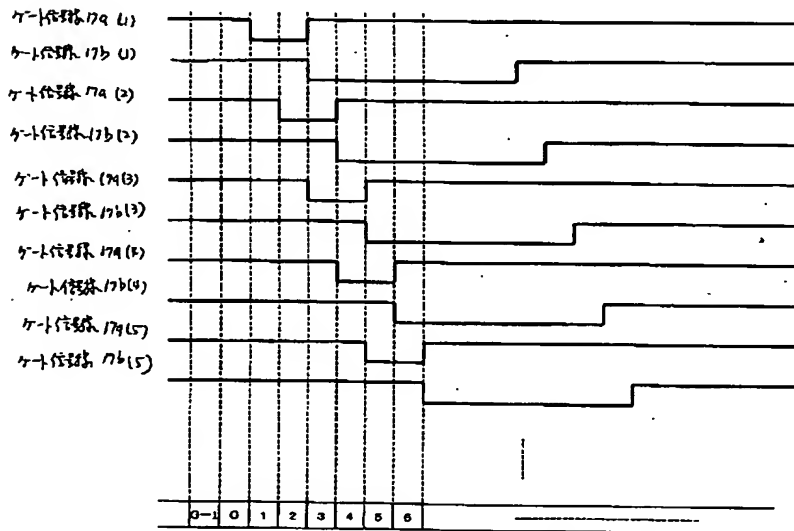 ゲート信号線 17a (1)
ゲート信号線 17b (1)
ゲート信号線 17a (2)
ゲート信号線 17b (2)
ゲート信号線 17a (3)
ゲート信号線 17b (3)
ゲート信号線 17a
ゲート信号線 17b (4)
ゲート信号線 17a (5)
ゲート信号線 17b (5)
0 1 2 3 4 5 6